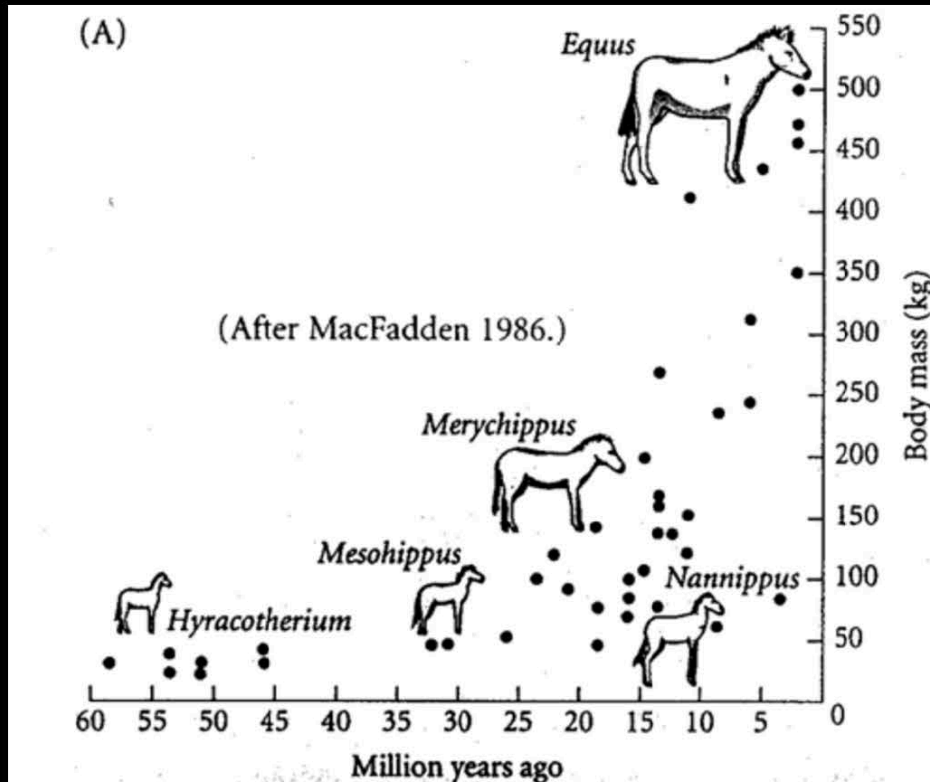 (A)
Equus
(After MacFadden 1986.)
Merychippus
Mesohippus
Nannippus
Hyracotherium
550
500
450
400
350
300
250
200
150
100
50
0
Body mass (kg)
60 55 50 45 40 35 30 25 20 15 10 5
Million years ago